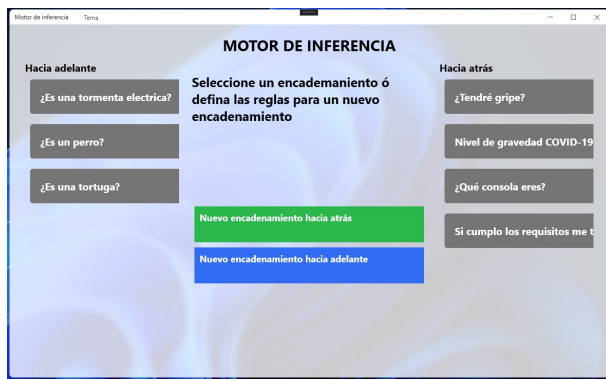 Motor de inferencia Tema
MOTOR DE INFERENCIA
Hacia adelante
¿Es una tormenta electrica?
¿Es un perro?
¿Es una tortuga?
Seleccione un encademaniento ó
defina las reglas para un nuevo
encadenamiento
Nuevo encadenamiento hacia atrás
Nuevo encadenamiento hacia adelante
Hacia atrás
¿Tendré gripe?
Nivel de gravedad COVID-19
¿Qué consola eres?
Si cumplo los requisitos me t